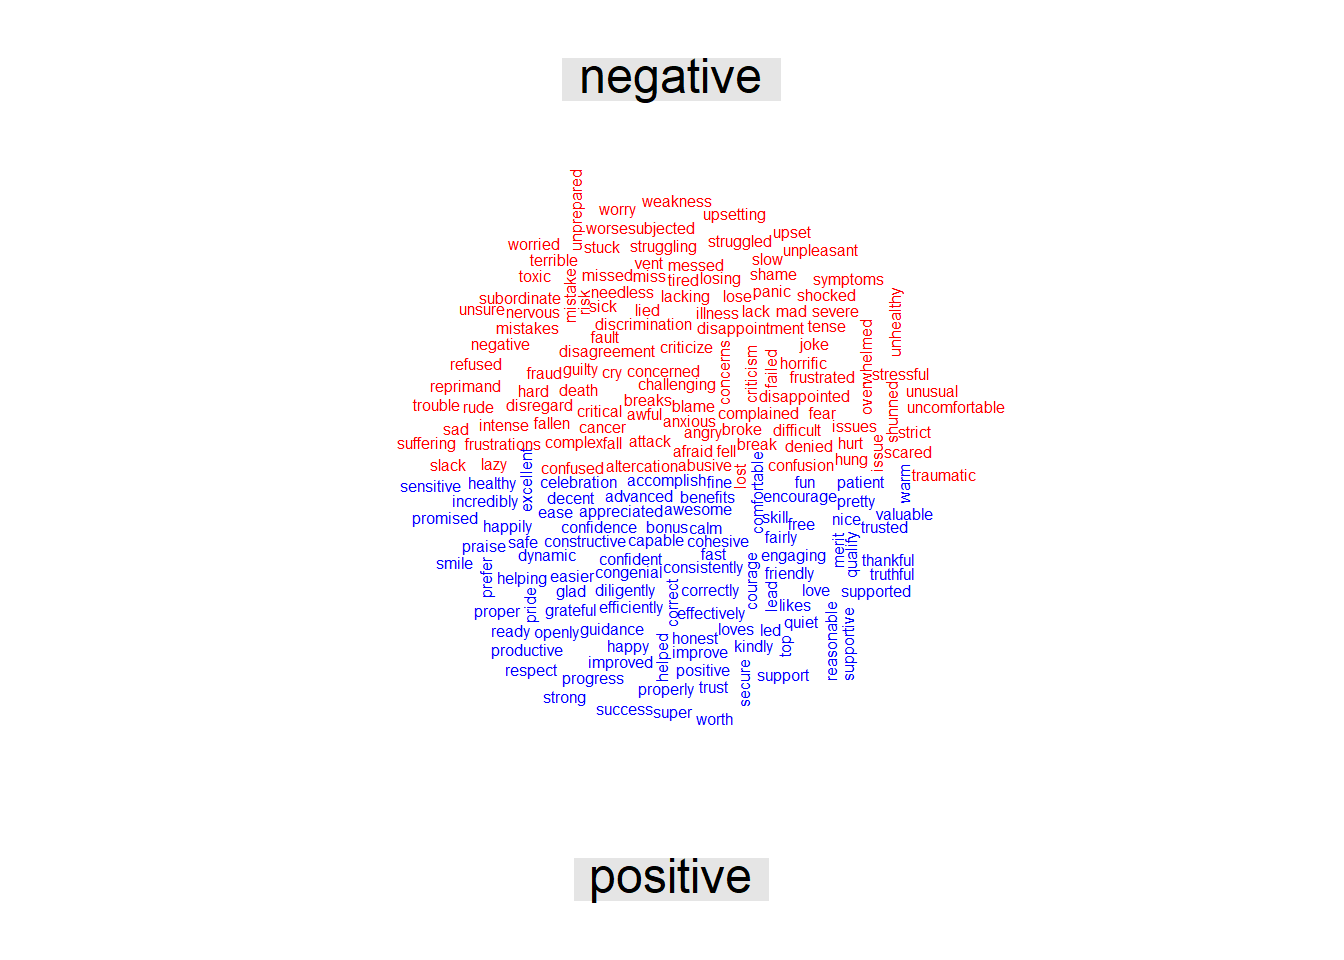 negative
unprepared
weakness
worry
upsetting
worse subjected
upset
worried
stuck struggling struggled unpleasant
terrible
vent messed slow
toxic
mistake
missed miss tired losing shame symptoms
risk
subordinate
needless lacking lose panic shocked
unhealthy
unsure nervous
sick lied illness lack mad severe
mistakes
discrimination disappointment tense
negative
fault
disagreement criticize
concerns
criticism
failed
joke
overwhelmed
refused
fraud guilty cry concerned
horrific
frustrated stressful
reprimand
hard death challenging
shunned
unusual
trouble rude disregard
breaks
blame
disappointed
uncomfortable
critical awful
complained fear
sad intense fallen cancer
anxious
angry broke difficult issues
strict
suffering frustrations complex fall attack
break denied hurt
issue
afraid fell
scared
slack lazy
confused altercation abusive
lost
confusion hung
traumatic
excellent
comfortable
warm
sensitive healthy celebration accomplish fine
fun patient
incredibly
decent advanced benefits
encourage pretty
promised
ease appreciated awesome
skill free nice valuable
happily
confidence bonus calm
trusted
praise safe constructive capable cohesive
fairly
merit
qualify
smile
dynamic confident
fast
engaging
thankful
prefer
helping easier congenial consistently
courage
friendly
truthful
pride
glad diligently
correct
correctly
lead
love supported
proper
grateful efficiently
effectively
likes
reasonable
supportive
ready openly guidance
loves led
quiet
productive
happy
helped
honest
kindly
top
improve
respect
improved
positive
secure
support
progress
properly trust
strong
success super worth
positive